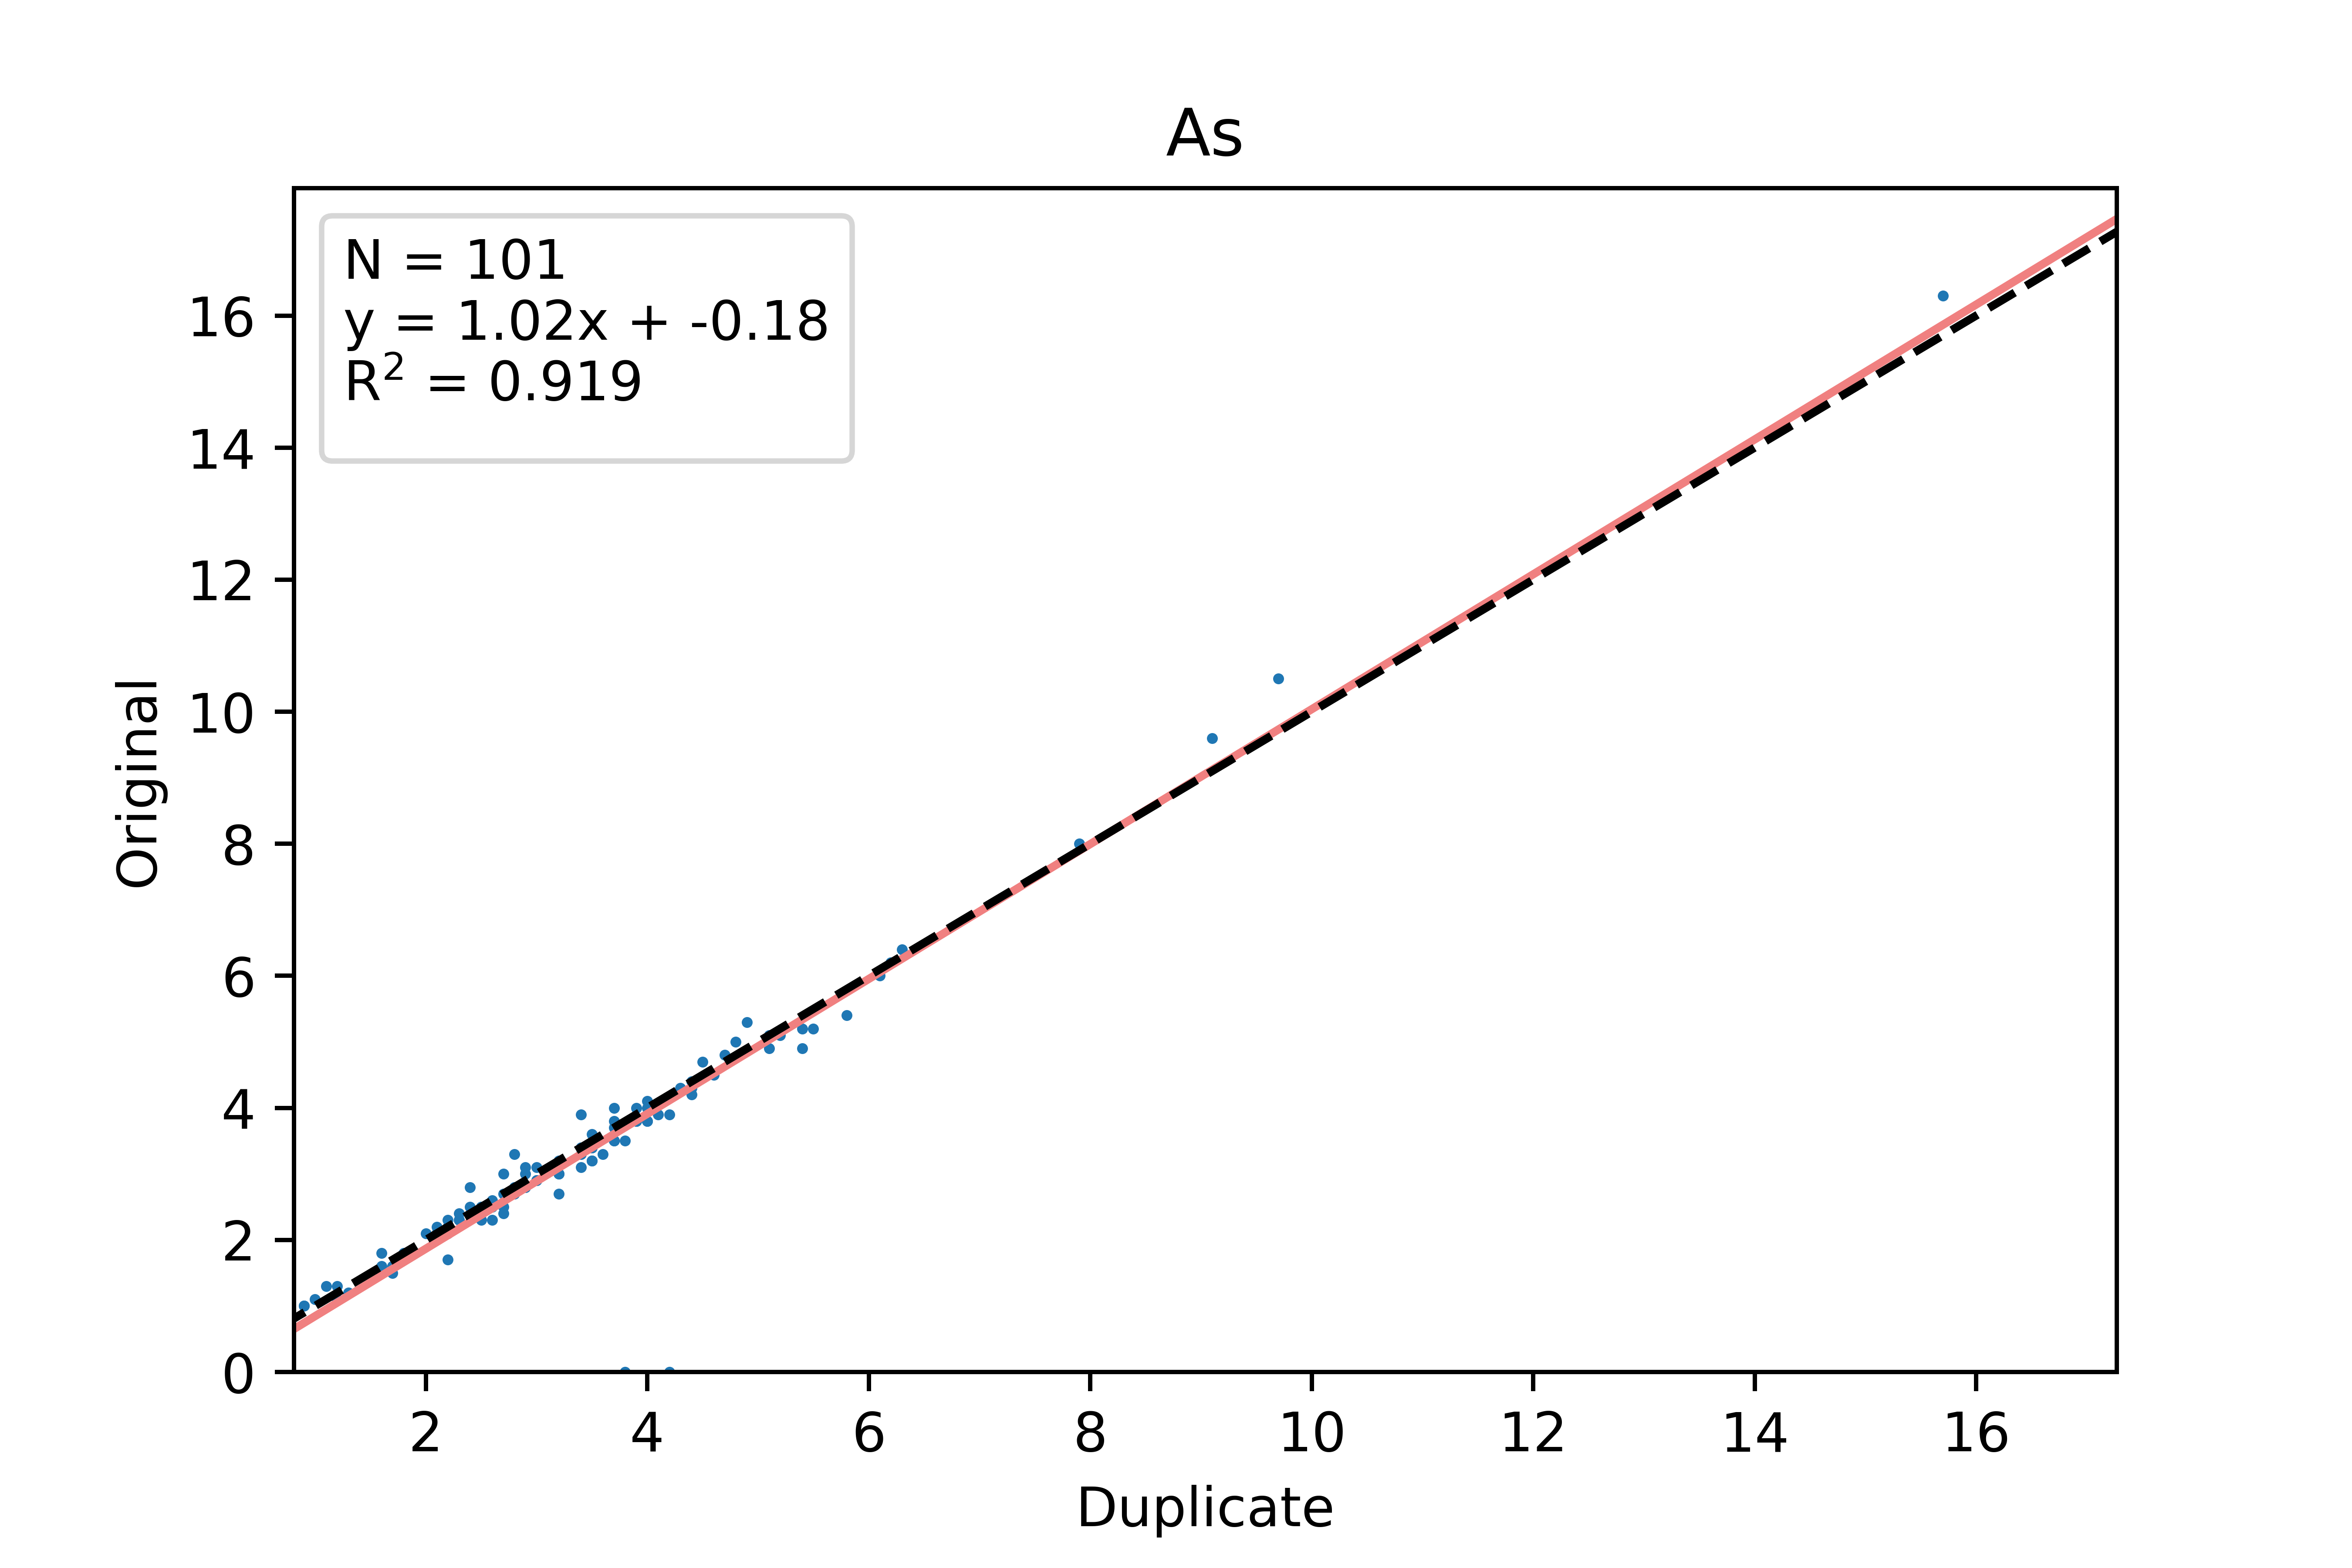 As
N = 101
y = 1.02x + -0.18
R² = 0.919
16
14
12
10
8
6
4
2
0
Original
2 4 6 8 10 12 14 16
Duplicate